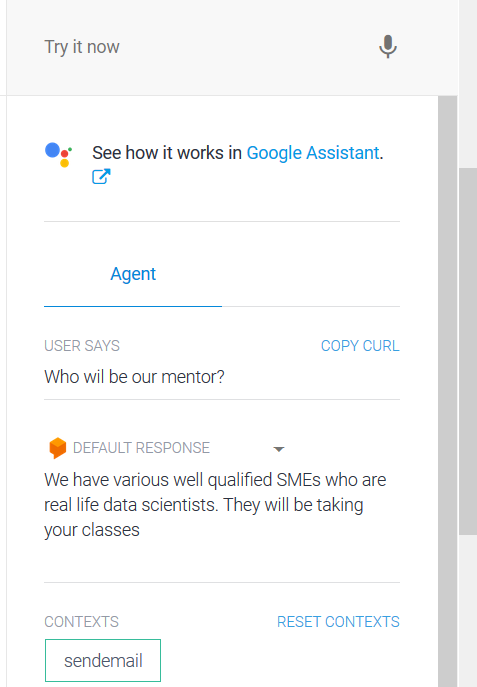 Try it now
See how it works in Google Assistant.
Agent
USER SAYS
COPY CURL
Who wil be our mentor?
DEFAULT RESPONSE
We have various well qualified SMEs who are
real life data scientists. They will be taking
your classes
CONTEXTS
RESET CONTEXTS
sendemail